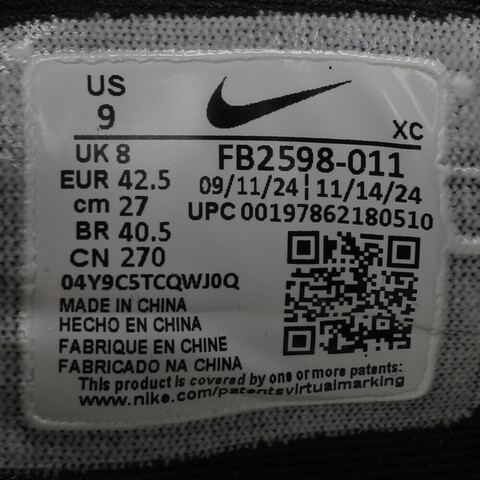 US
9
XC
UK 8
EUR 42.5
cm 27
BR 40.5
CN 270
FB2598-011
09/11/24 | 11/14/24
UPC 00197862180510
04Y9C5TCQWJ0Q
MADE IN CHINA
HECHO EN CHINA
FABRIQUE EN CHINE
FABRICADO NA CHINA
This product is covered by one or more patents
www.nike.com/patentsvirtualmarking